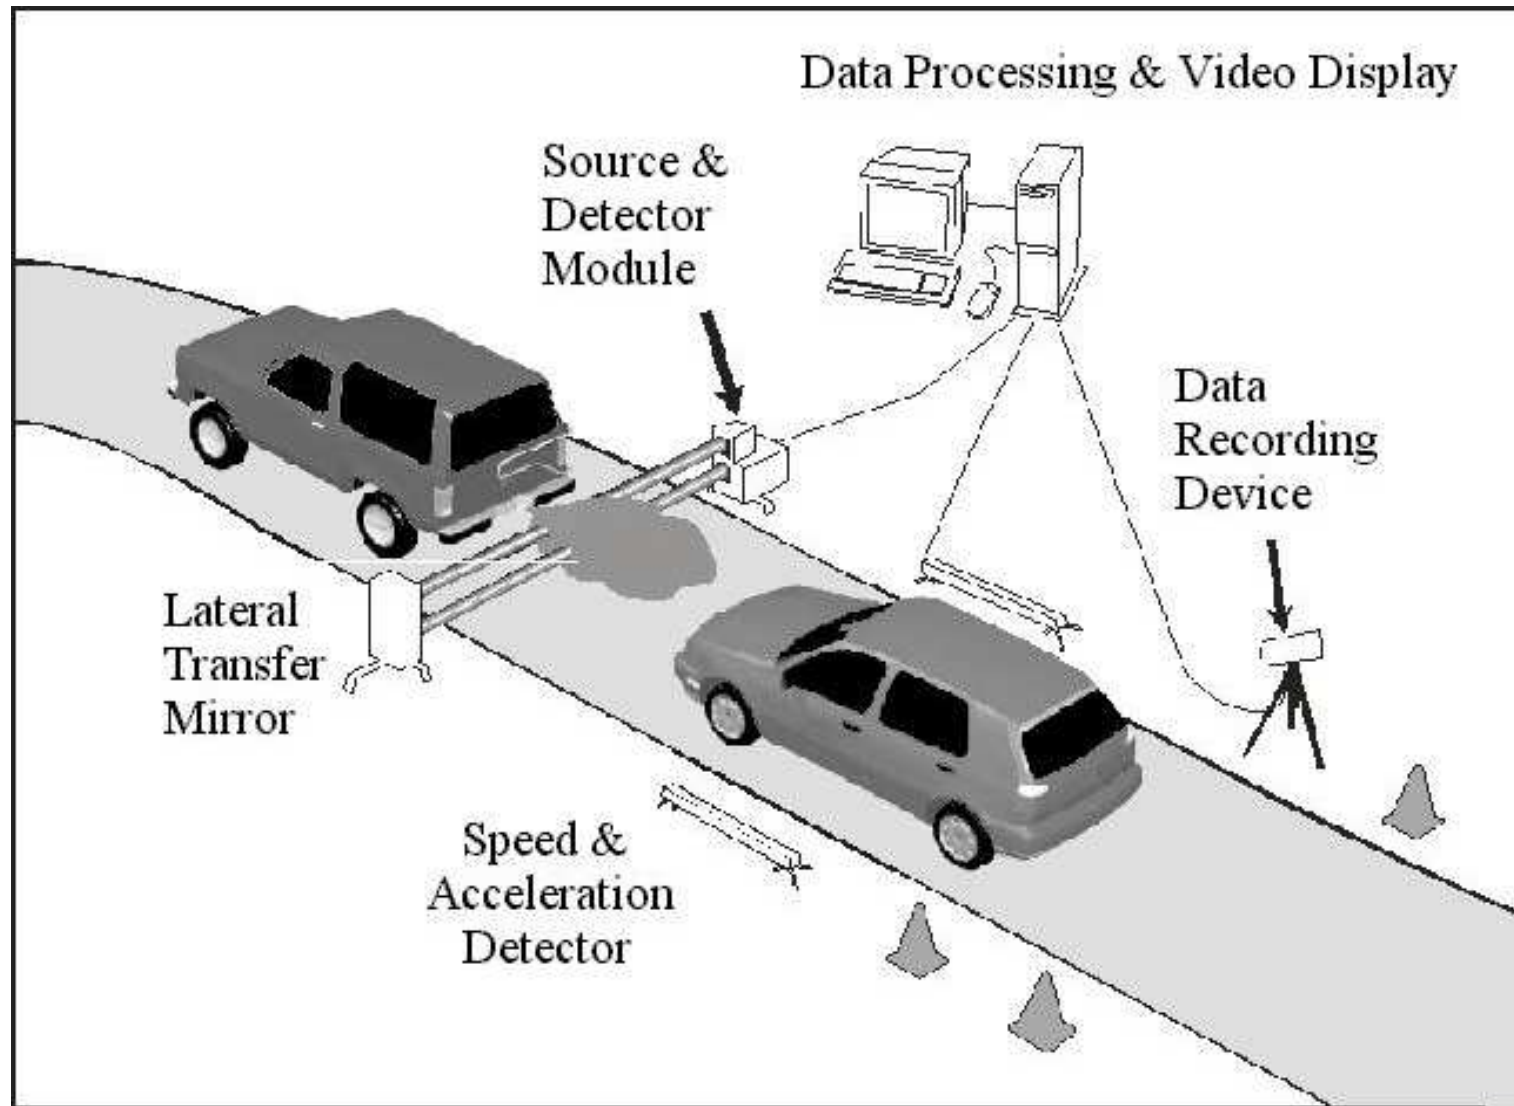 Data Processing & Video Display
Source &
Detector
Module
Data
Recording
Device
Lateral
Transfer
Mirror
Speed &
Acceleration
Detector